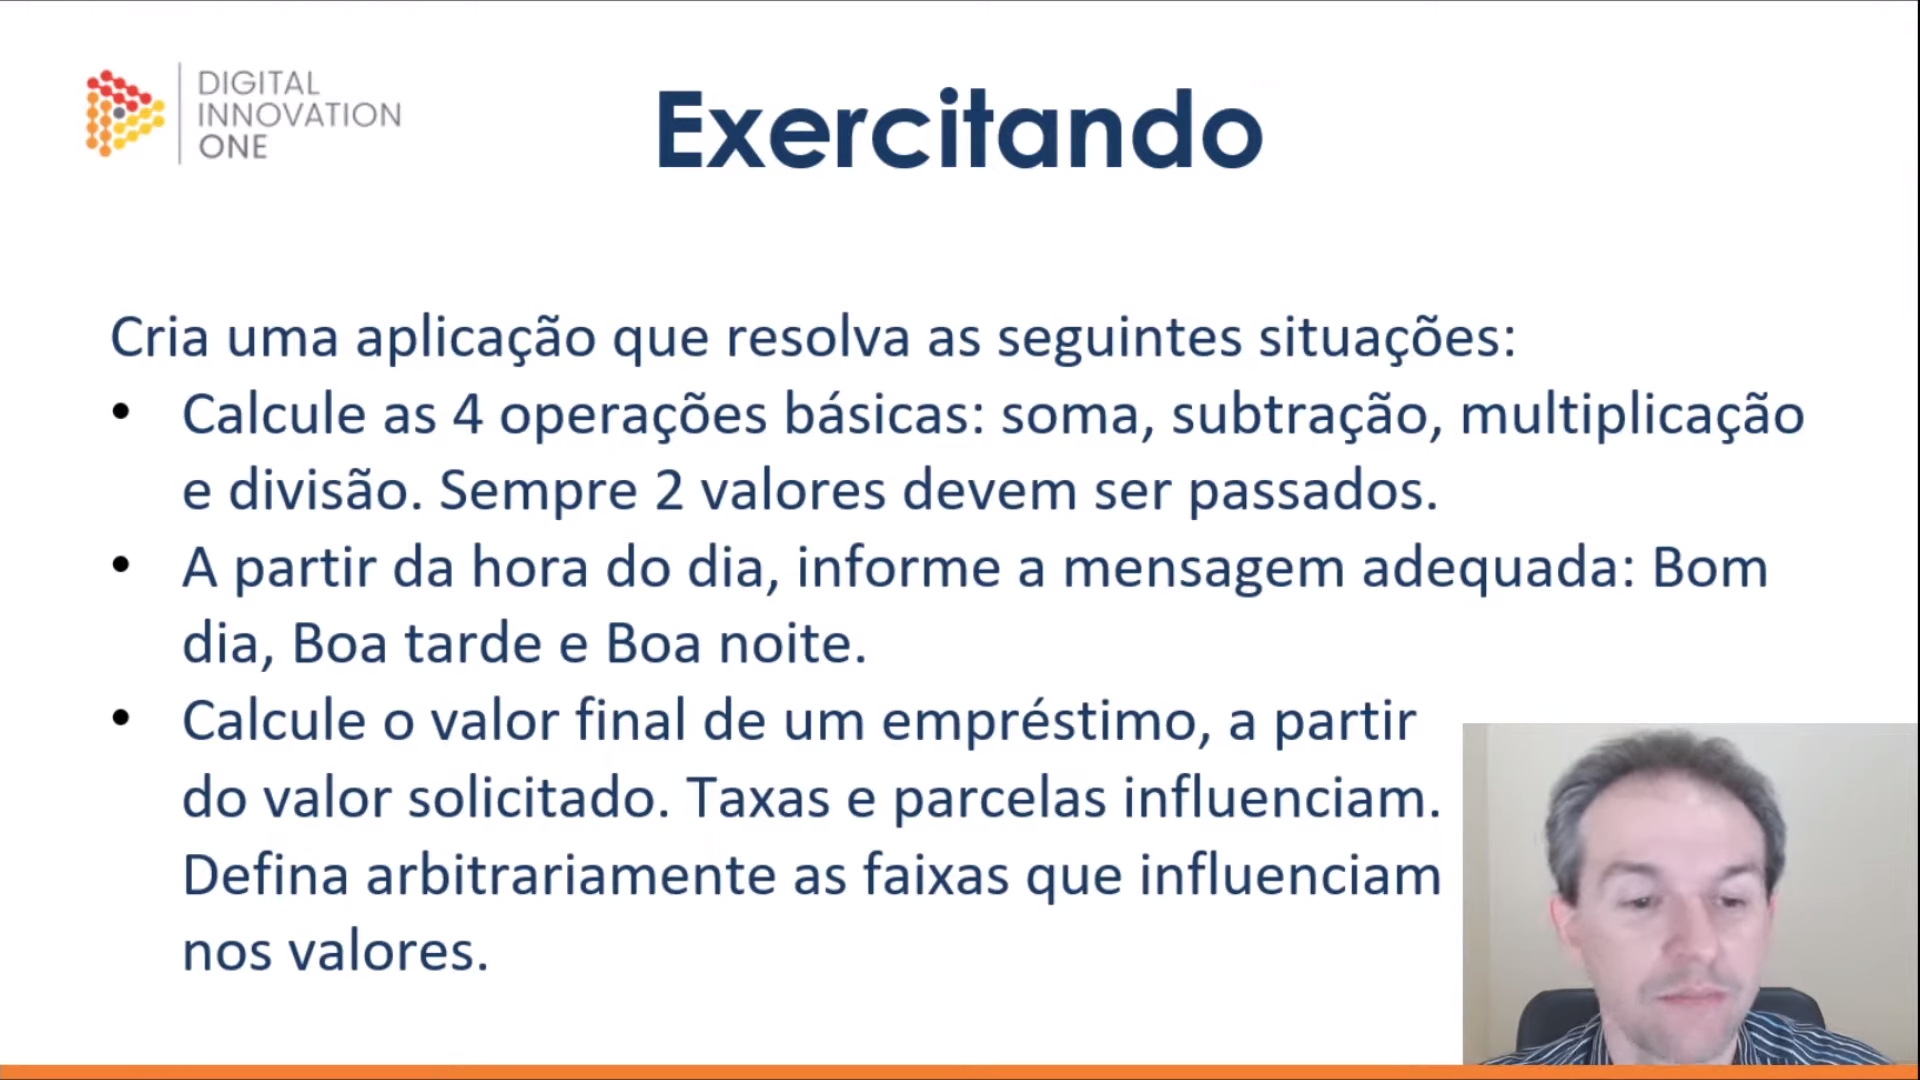 DIGITAL
INNOVATION
ONE
Exercitando
Cria uma aplicação que resolva as seguintes situações:
• Calcule as 4 operações básicas: soma, subtração, multiplicação
e divisão. Sempre 2 valores devem ser passados.
• A partir da hora do dia, informe a mensagem adequada: Bom
dia, Boa tarde e Boa noite.
• Calcule o valor final de um empréstimo, a partir
do valor solicitado. Taxas e parcelas influenciam.
Defina arbitrariamente as faixas que influenciam
nos valores.